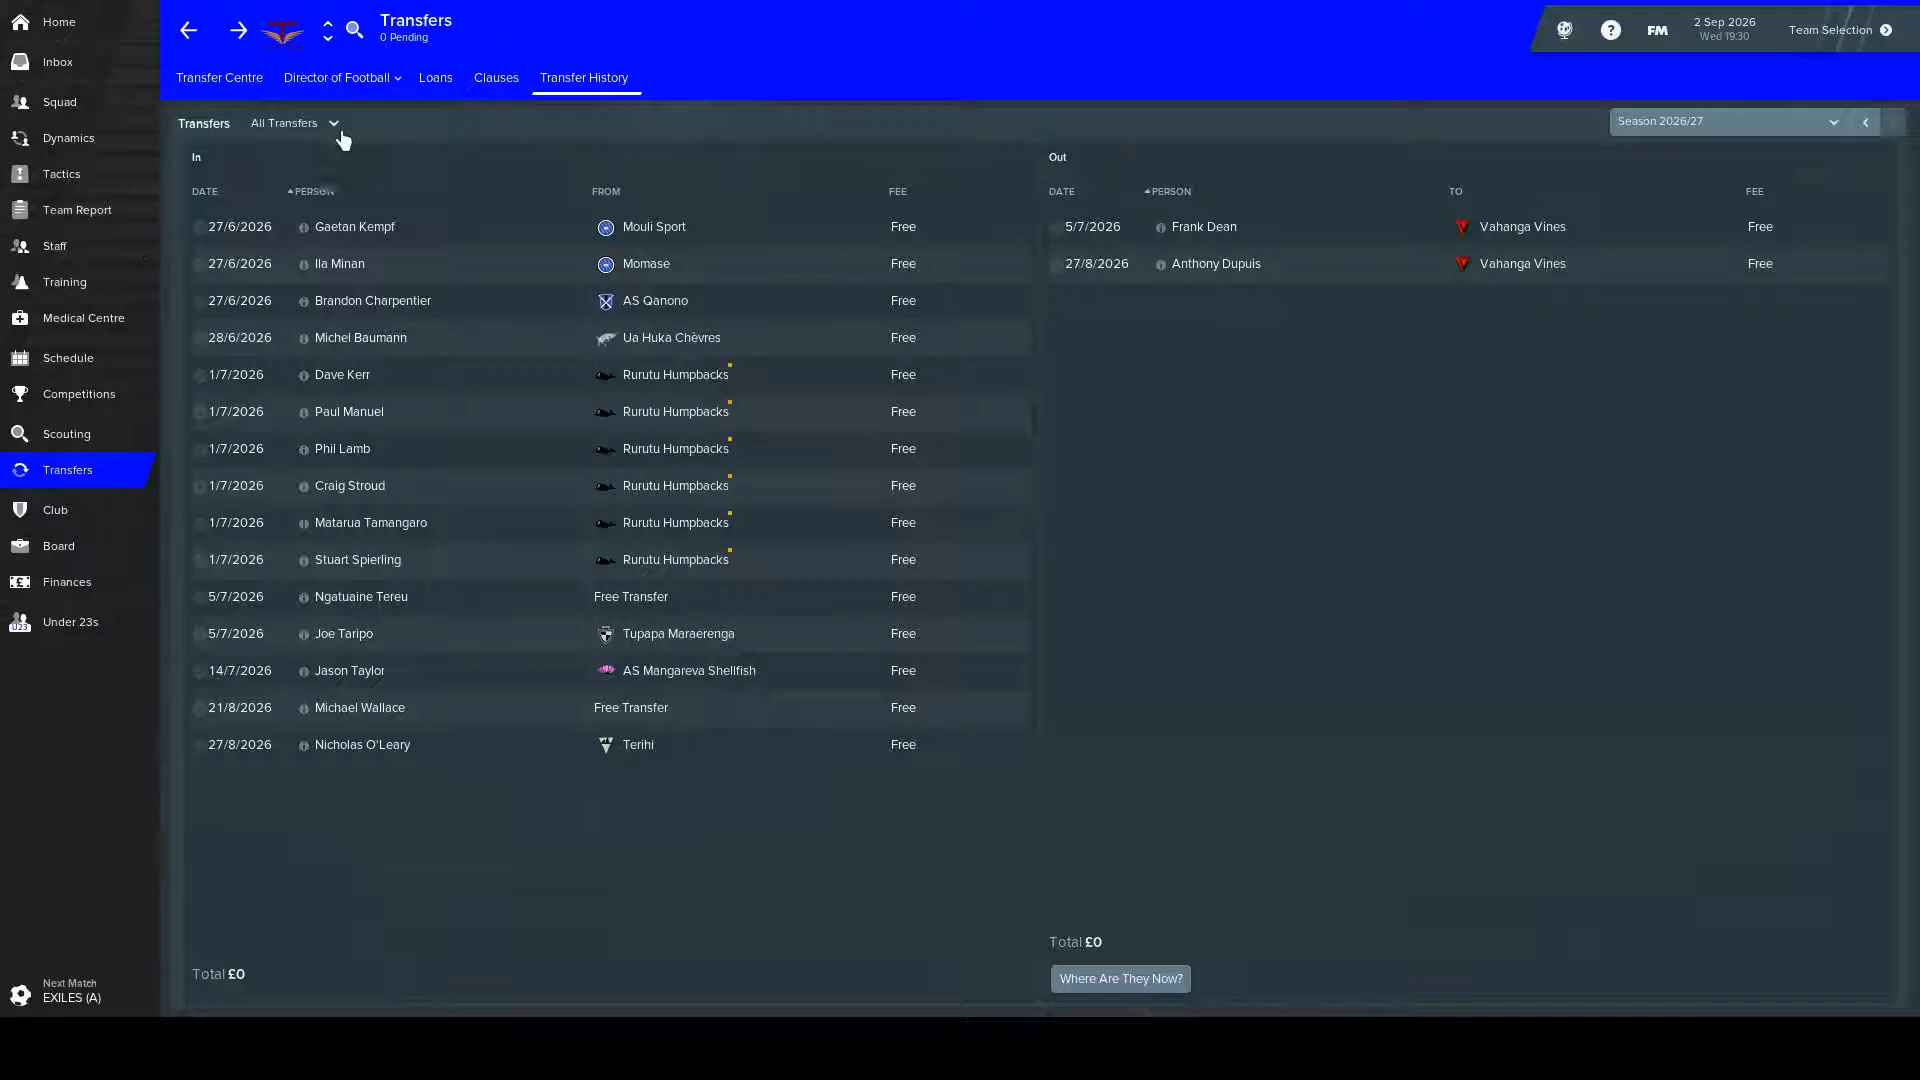 Home
Inbox
Squad
Dynamics
Tactics
Team Report
Staff
Training
Medical Centre
Schedule
Competitions
Scouting
Transfers
Club
Board
Finances
U23
Under 23s
Next Match
EXILES (A)
Transfers
0 Pending
FM
2 Sep 2026
Wed 19:30
Team Selection
Transfer Centre Director of Football Loans Clauses Transfer History
Transfers All Transfers
Season 2026/27
In
DATE PERSON FROM FEE
27/6/2026 Gaetan Kempf Mouli Sport Free
27/6/2026 Ila Minan Momase Free
27/6/2026 Brandon Charpentier AS Qanono Free
28/6/2026 Michel Baumann Ua Huka Chèvres Free
1/7/2026 Dave Kerr Rurutu Humpbacks Free
1/7/2026 Paul Manuel Rurutu Humpbacks Free
1/7/2026 Phil Lamb Rurutu Humpbacks Free
1/7/2026 Craig Stroud Rurutu Humpbacks Free
1/7/2026 Matarua Tamangaro Rurutu Humpbacks Free
1/7/2026 Stuart Spierling Rurutu Humpbacks Free
5/7/2026 Ngatuaine Tereu Free Transfer Free
5/7/2026 Joe Taripo Tupapa Maraerenga Free
14/7/2026 Jason Taylor AS Mangareva Shellfish Free
21/8/2026 Michael Wallace Free Transfer Free
27/8/2026 Nicholas O'Leary Terihi Free
Total £0
Out
DATE PERSON TO FEE
5/7/2026 Frank Dean Vahanga Vines Free
27/8/2026 Anthony Dupuis Vahanga Vines Free
Total £0
Where Are They Now?